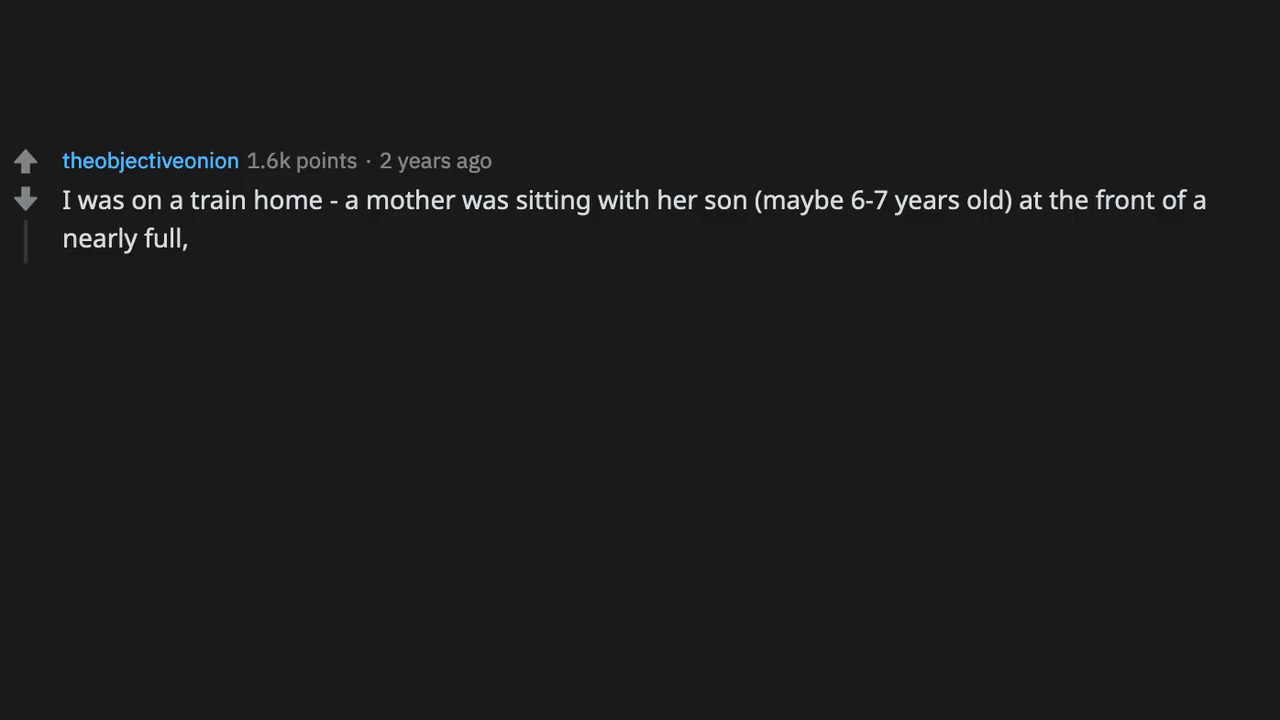 theobjectiveonion 1.6k points · 2 years ago
I was on a train home - a mother was sitting with her son (maybe 6-7 years old) at the front of a
nearly full,